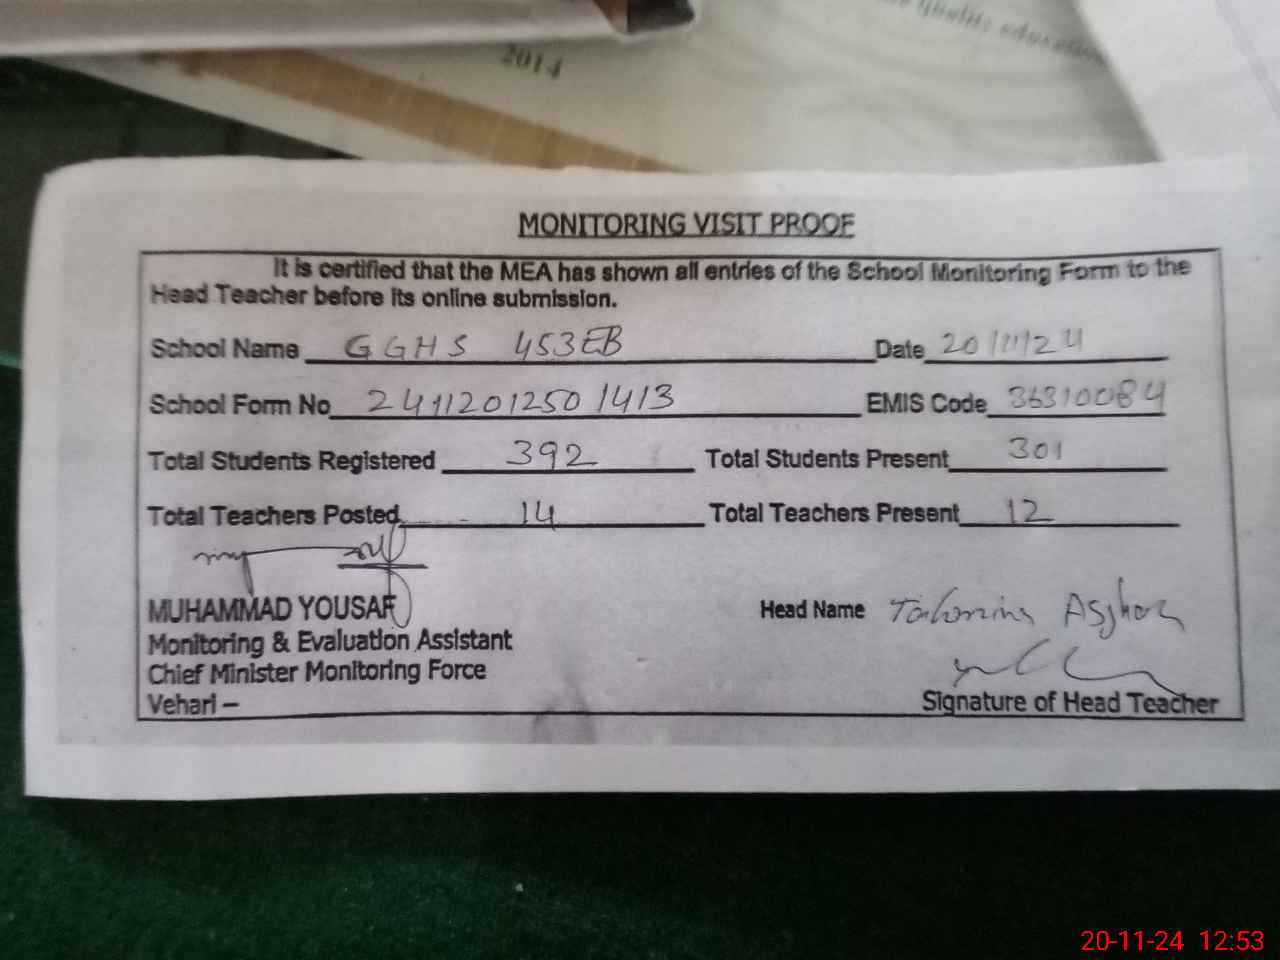 quality education
2014
MONITORING VISIT PROOF
It is certified that the MEA has shown all entries of the School Monitoring Form to the
Head Teacher before its online submission.
School Name GGHS 453EB Date 20/11/24
School Form No 24112012501413 EMIS Code 36310084
Total Students Registered 392 Total Students Present 301
Total Teachers Posted 14 Total Teachers Present 12
MUHAMMAD YOUSAF
Monitoring & Evaluation Assistant
Chief Minister Monitoring Force
Vehari –
Head Name Tahmina Asghar
Signature of Head Teacher
20-11-24 12:53